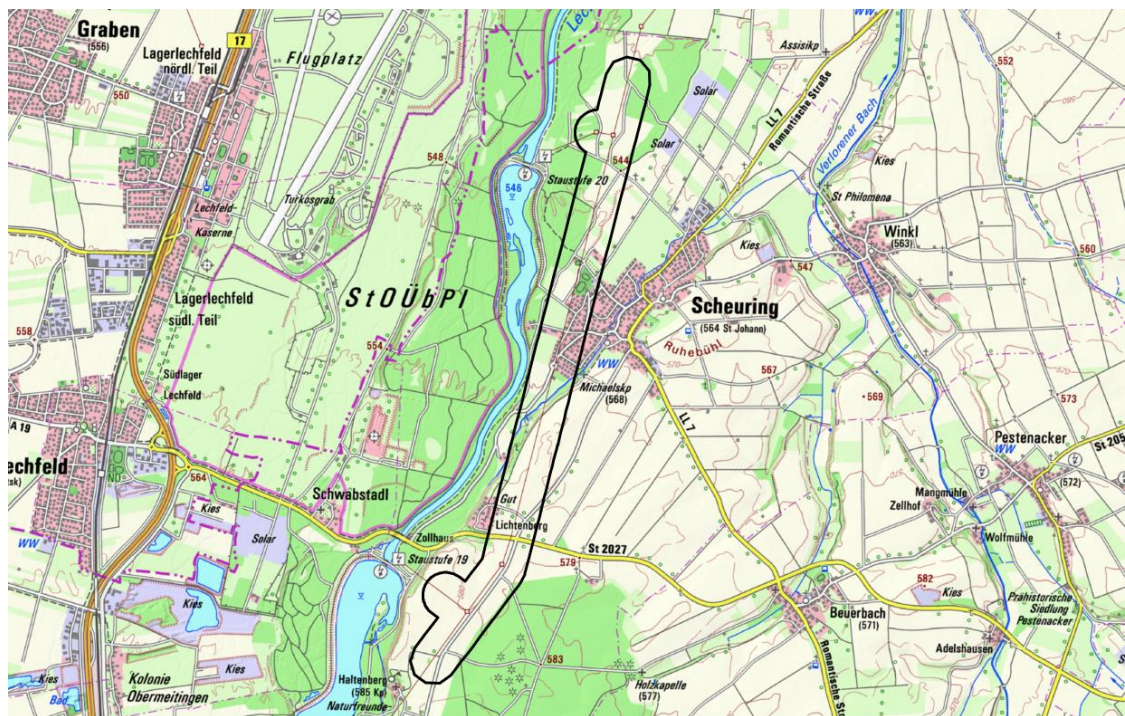 Graben
(556)
Lagerlechfeld
nördl. Teil
17
Flugplatz
550
Lech
WW
Assisikp
552
Solar
LL 7
Romantische Straße
Verlorener Bach
548
546
Staustufe 20
544
Solar
Kies
Turkosgrab
Lechfeld-
Kaserne
St Philomena
Winkl
(563)
Kies
547
560
StOÜbPl
Lagerlechfeld
südl. Teil
558
554
Scheuring
(564 St Johann)
Ruhebühl
570
WW
Michaelskp
(568)
567
569
573
Südlager
Lechfeld
A 19
LL 7
Pestenacker
St 205
WW
(572)
echfeld
564
Schwabstadl
Gut
Lichtenberg
Mangmühle
Zellhof
Wolfmühle
Kies
Solar
WW
Zollhaus
Staustufe 19
St 2027
579
582
Kies
Prähistorische
Siedlung
Pestenacker
Kies
Kies
Beuerbach
(571)
Adelshausen
583
Kies
Bad
Kies
Kolonie
Obermeitingen
Haltenberg
(585 Kp)
Naturfreunde
Holzkapelle
(577)
Romantische Str